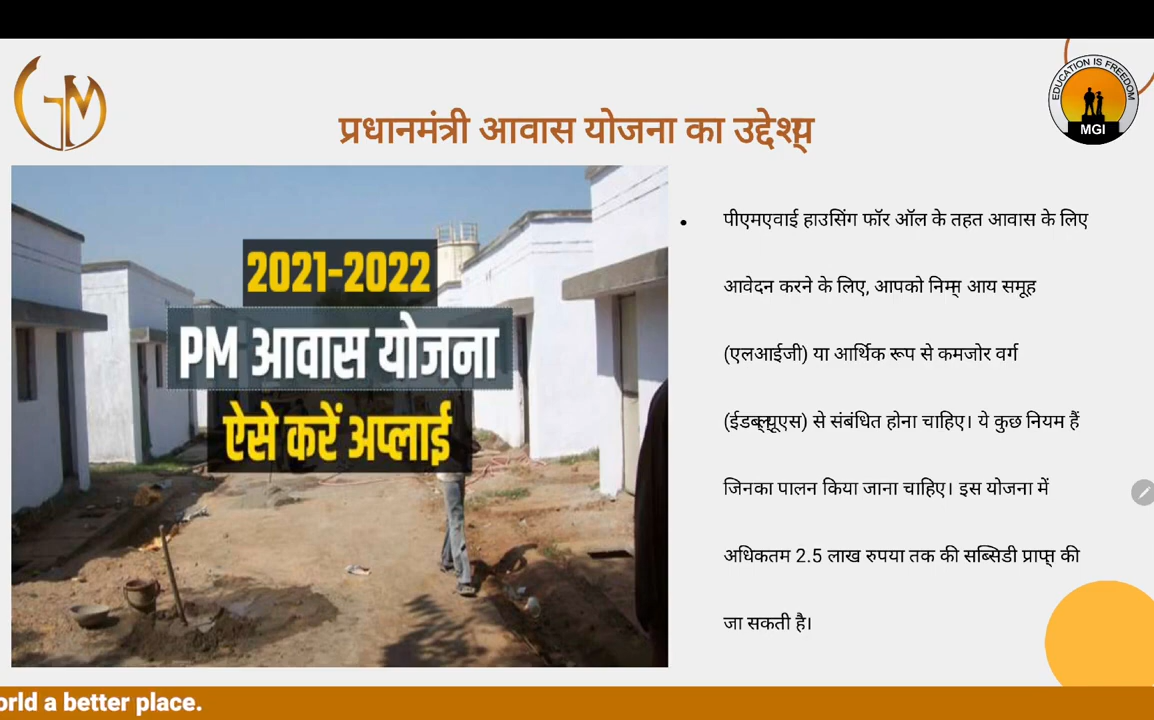 GM
EDUCATION IS FREEDOM
MGI
प्रधानमंत्री आवास योजना का उद्देश्य
2021-2022
PM आवास योजना
ऐसे करें अप्लाई
• पीएमएवाई हाउसिंग फॉर ऑल के तहत आवास के लिए
आवेदन करने के लिए, आपको निम्न आय समूह
(एलआईजी) या आर्थिक रूप से कमजोर वर्ग
(ईडब्ल्यूएस) से संबंधित होना चाहिए। ये कुछ नियम हैं
जिनका पालन किया जाना चाहिए। इस योजना में
अधिकतम 2.5 लाख रुपया तक की सब्सिडी प्राप्त की
जा सकती है।
orld a better place.